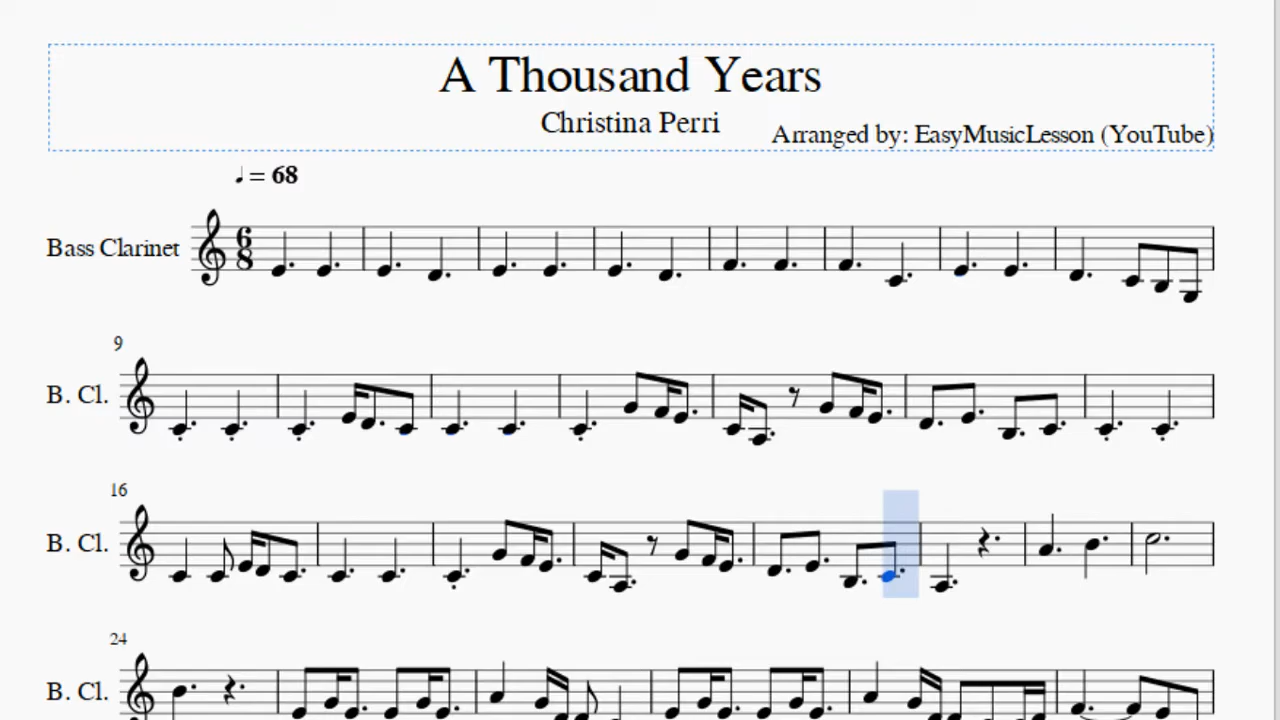 A Thousand Years
Christina Perri
Arranged by: EasyMusicLesson (YouTube)
♩ = 68
Bass Clarinet
6
8
9
B. Cl.
16
B. Cl.
24
B. Cl.